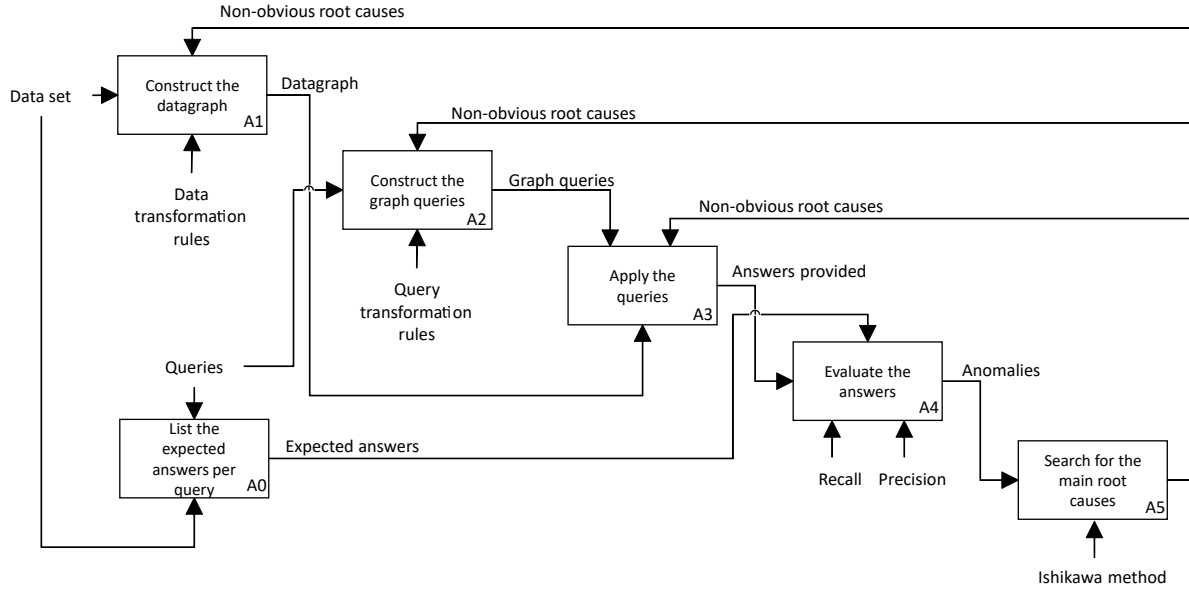 Non-obvious root causes
Construct the
datagraph
A1
Datagraph
Data set
Data
transformation
rules
Non-obvious root causes
Construct the
graph queries
A2
Graph queries
Query
transformation
rules
Non-obvious root causes
Apply the
queries
A3
Answers provided
Queries
List the
expected
answers per
query
A0
Expected answers
Evaluate the
answers
A4
Anomalies
Recall
Precision
Search for the
main root
causes
A5
Ishikawa method